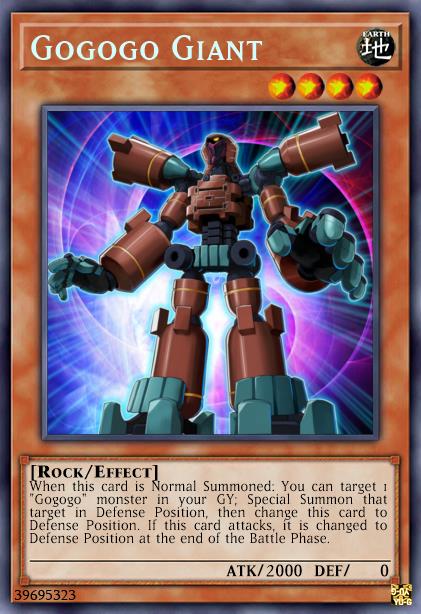 Gogogo Giant
EARTH
地
[Rock/Effect]
When this card is Normal Summoned: You can target 1
"Gogogo" monster in your GY; Special Summon that
target in Defense Position, then change this card to
Defense Position. If this card attacks, it is changed to
Defense Position at the end of the Battle Phase.
ATK/2000 DEF/ 0
39695323